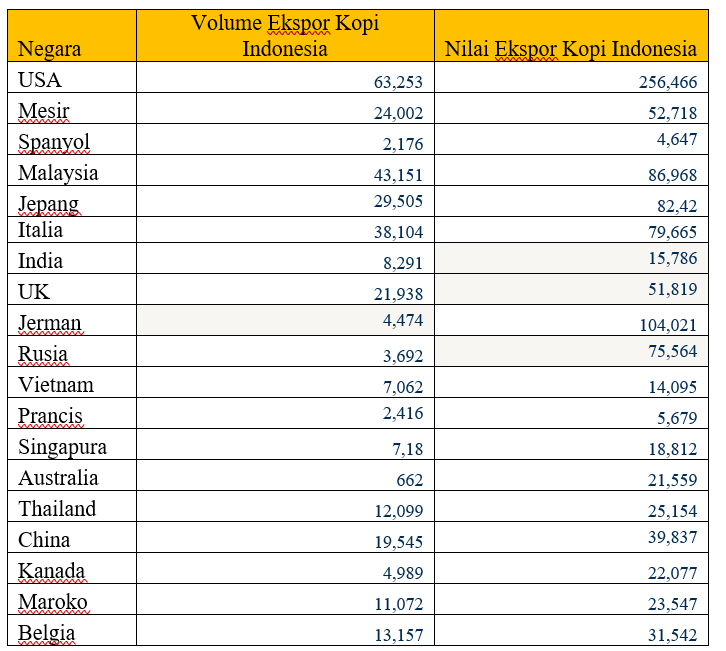 Negara Volume Ekspor Kopi Indonesia Nilai Ekspor Kopi Indonesia
USA 63,253 256,466
Mesir 24,002 52,718
Spanyol 2,176 4,647
Malaysia 43,151 86,968
Jepang 29,505 82,42
Italia 38,104 79,665
India 8,291 15,786
UK 21,938 51,819
Jerman 4,474 104,021
Rusia 3,692 75,564
Vietnam 7,062 14,095
Prancis 2,416 5,679
Singapura 7,18 18,812
Australia 662 21,559
Thailand 12,099 25,154
China 19,545 39,837
Kanada 4,989 22,077
Maroko 11,072 23,547
Belgia 13,157 31,542